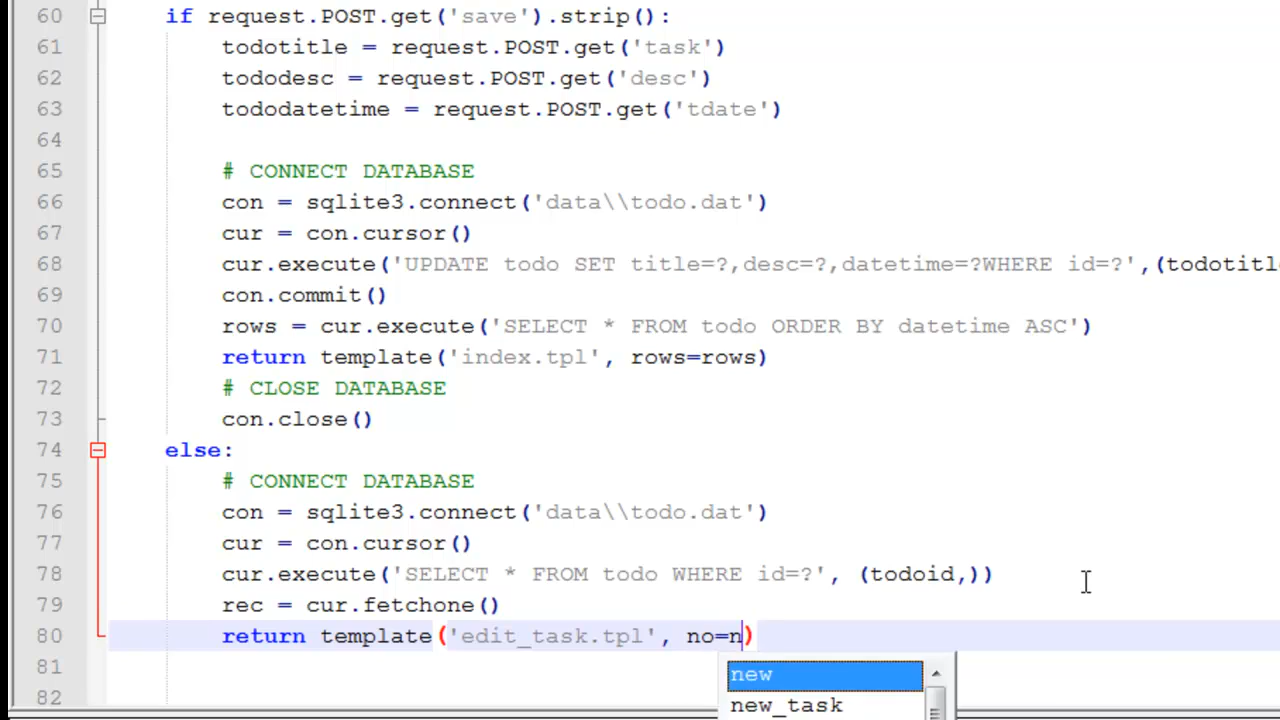 60 if request.POST.get('save').strip():
61 todotitle = request.POST.get('task')
62 tododesc = request.POST.get('desc')
63 tododatetime = request.POST.get('tdate')
64
65 # CONNECT DATABASE
66 con = sqlite3.connect('data\\todo.dat')
67 cur = con.cursor()
68 cur.execute('UPDATE todo SET title=?,desc=?,datetime=?WHERE id=?',(todotitl
69 con.commit()
70 rows = cur.execute('SELECT * FROM todo ORDER BY datetime ASC')
71 return template('index.tpl', rows=rows)
72 # CLOSE DATABASE
73 con.close()
74 else:
75 # CONNECT DATABASE
76 con = sqlite3.connect('data\\todo.dat')
77 cur = con.cursor()
78 cur.execute('SELECT * FROM todo WHERE id=?', (todoid,))
79 rec = cur.fetchone()
80 return template('edit_task.tpl', no=n)
81
new
82
new_task